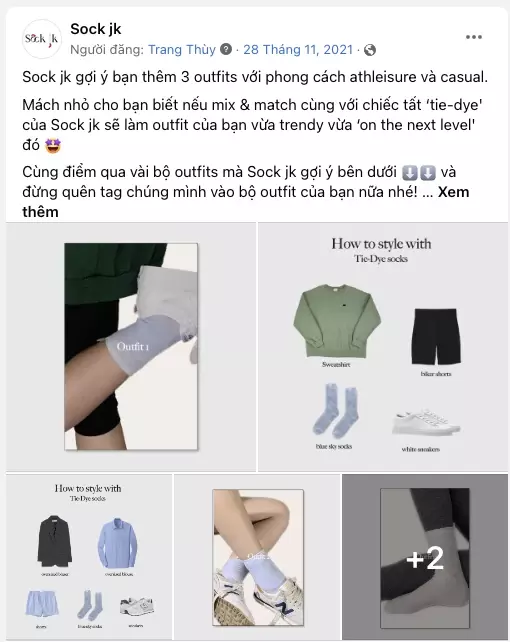 Sock jk
Sock jk
Người đăng: Trang Thùy · 28 Tháng 11, 2021 ·
Sock jk gợi ý bạn thêm 3 outfits với phong cách athleisure và casual.
Mách nhỏ cho bạn biết nếu mix & match cùng với chiếc tất ‘tie-dye'
của Sock jk sẽ làm outfit của bạn vừa trendy vừa ‘on the next level'
đó 🤩
Cùng điểm qua vài bộ outfits mà Sock jk gợi ý bên dưới ⬇️⬇️ và
đừng quên tag chúng mình vào bộ outfit của bạn nữa nhé! ... Xem
thêm
Outfit 1
How to style with
Tie-Dye socks
Sweatshirt
biker shorts
blue sky socks
white sneakers
How to style with
Tie-Dye socks
oversized blouse
shorts
blue sky socks
sneakers
+2